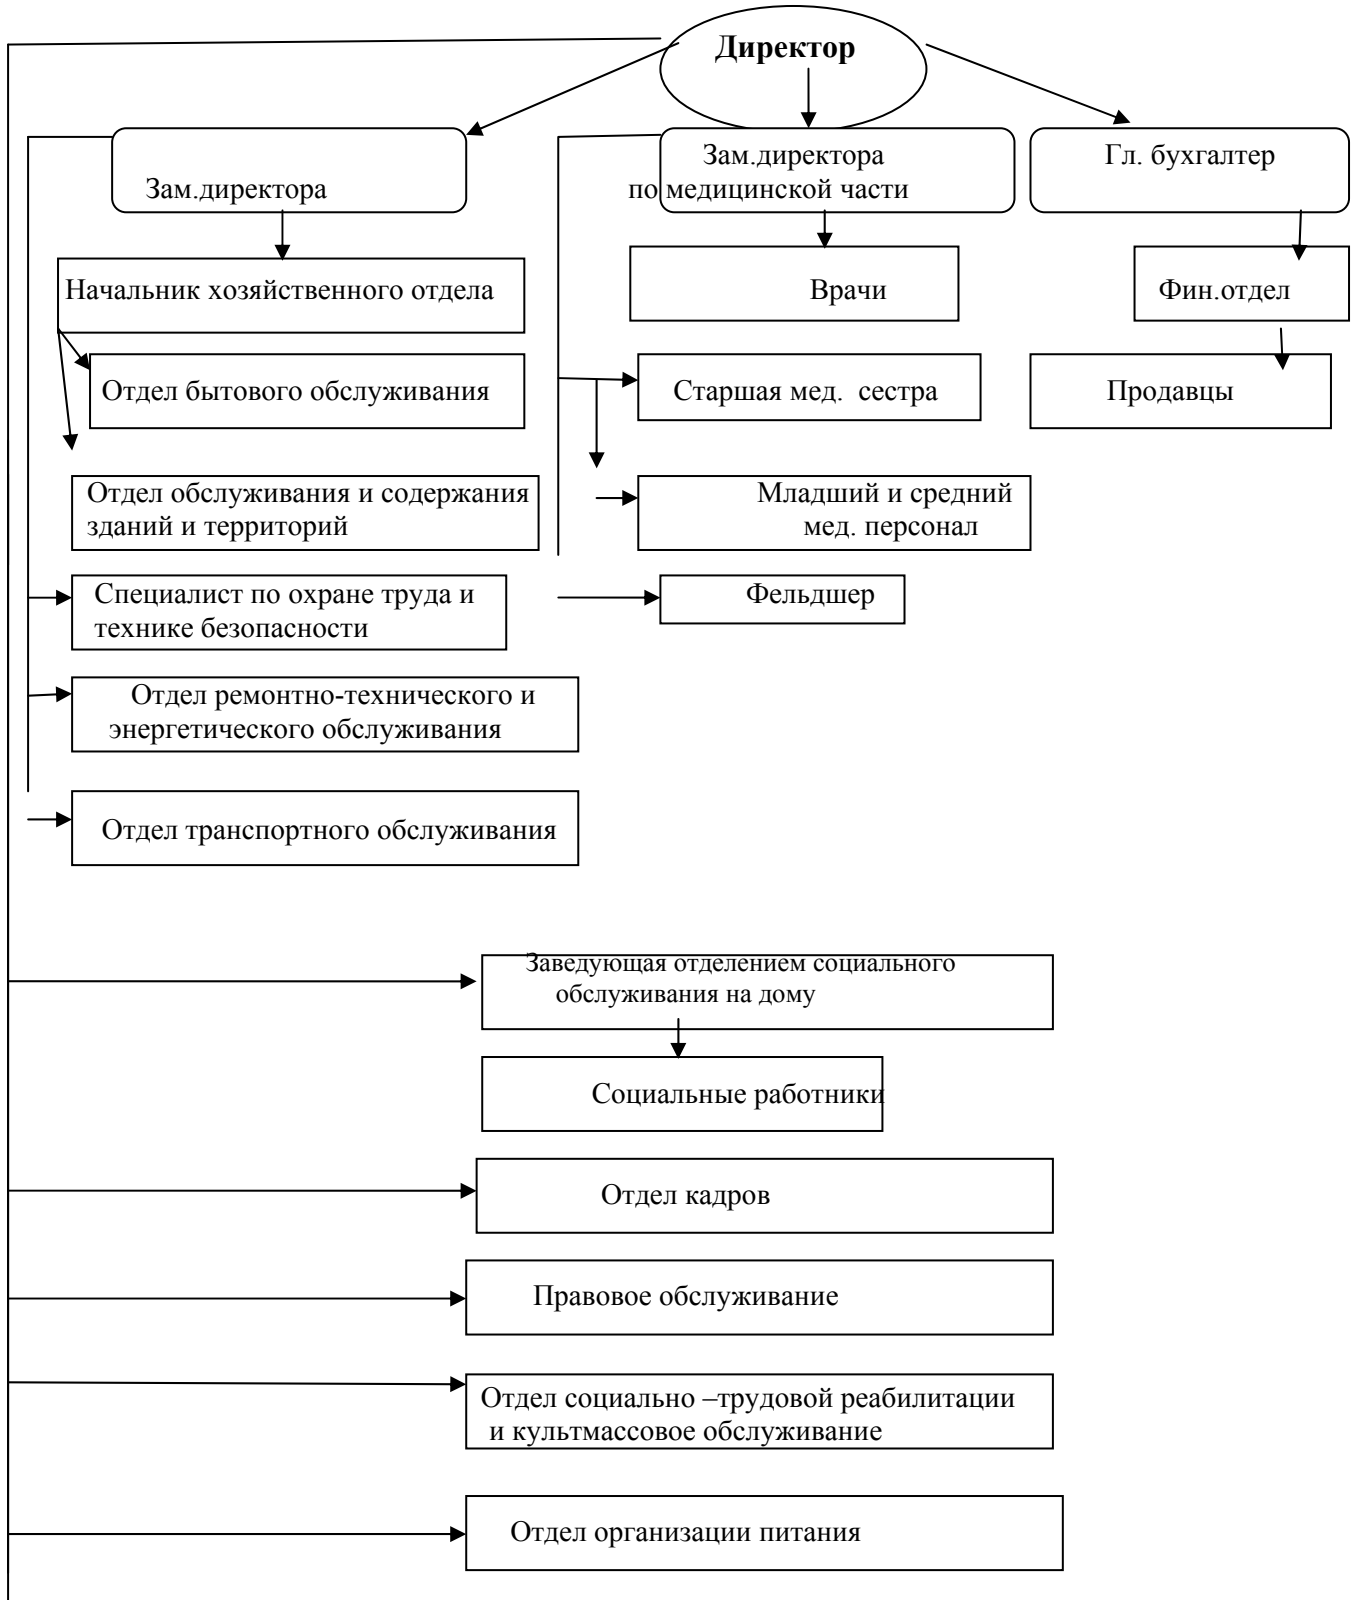 Директор
Зам.директора
Зам.директора
по медицинской части
Гл. бухгалтер
Начальник хозяйственного отдела
Врачи
Фин.отдел
Отдел бытового обслуживания
Старшая мед. сестра
Продавцы
Отдел обслуживания и содержания
зданий и территорий
Младший и средний
мед. персонал
Специалист по охране труда и
технике безопасности
Фельдшер
Отдел ремонтно-технического и
энергетического обслуживания
Отдел транспортного обслуживания
Заведующая отделением социального
обслуживания на дому
Социальные работники
Отдел кадров
Правовое обслуживание
Отдел социально –трудовой реабилитации
и культмассовое обслуживание
Отдел организации питания